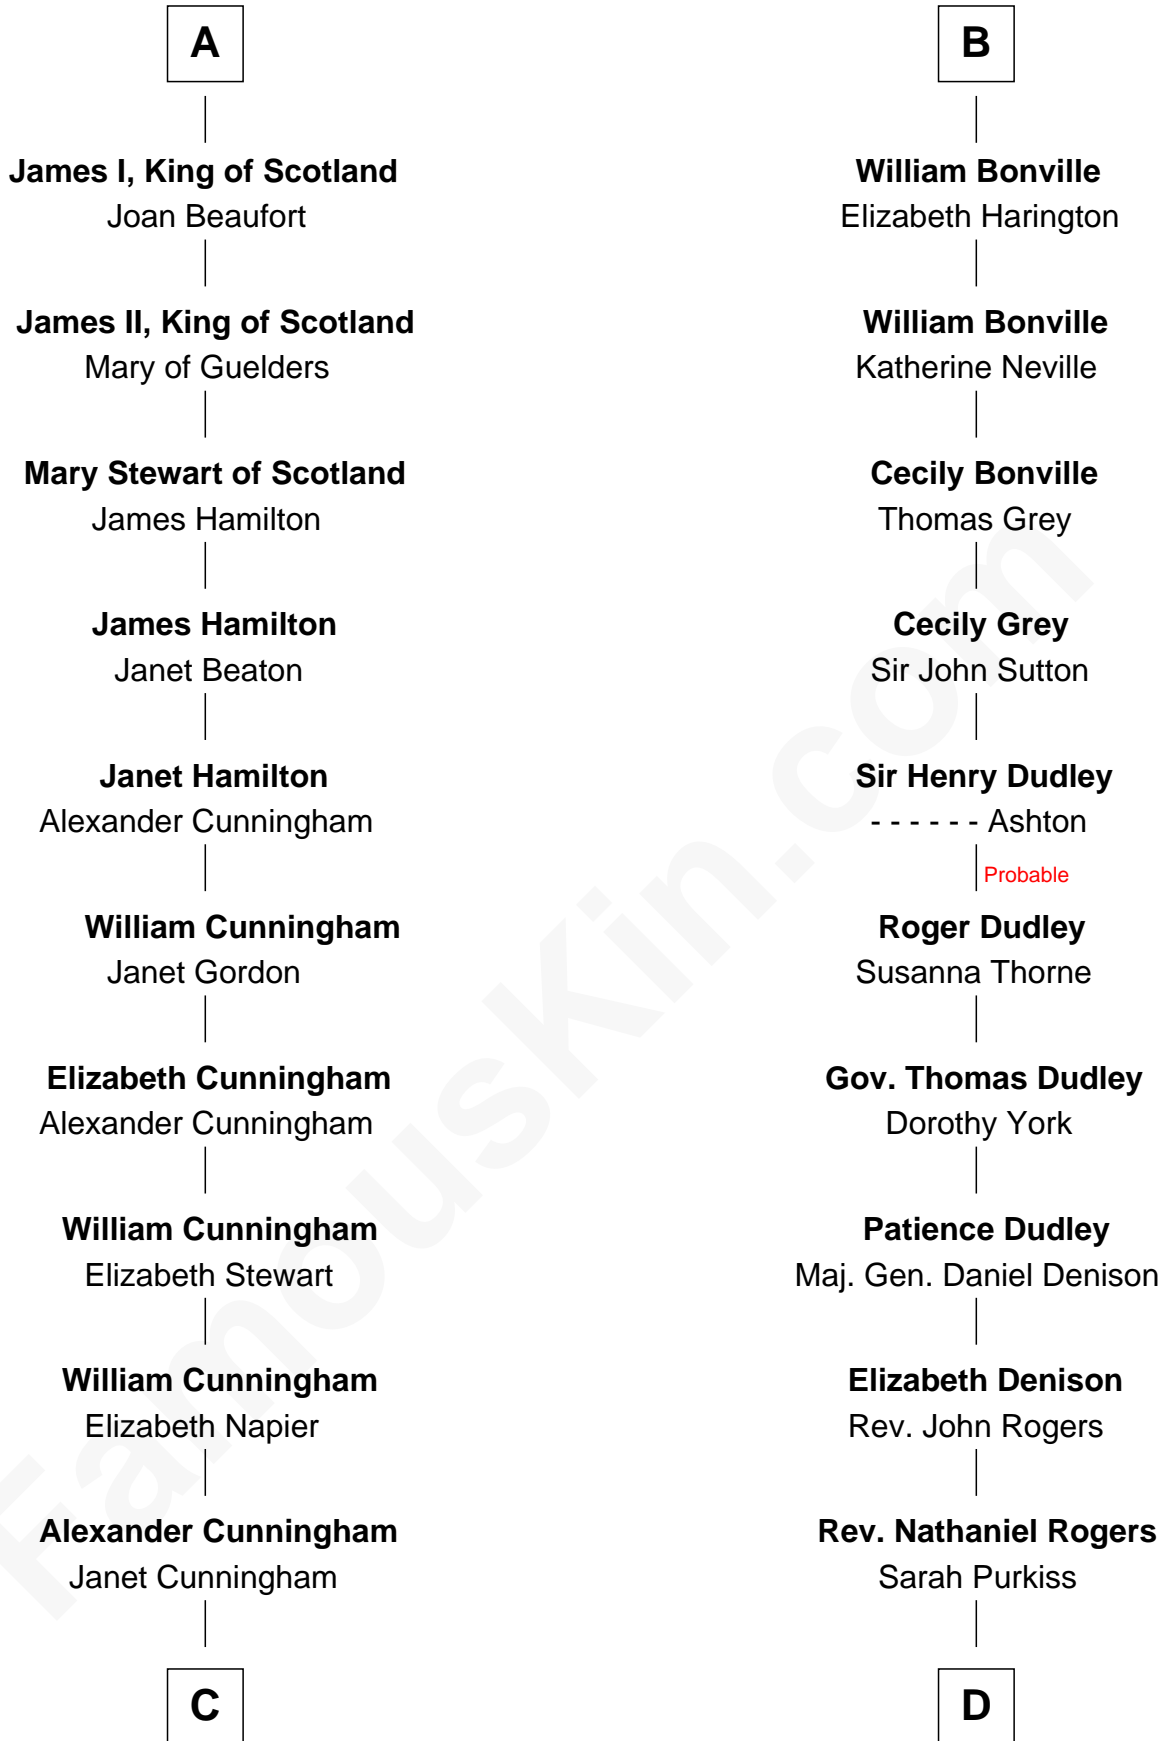 A
James I, King of Scotland
Joan Beaufort
James II, King of Scotland
Mary of Guelders
Mary Stewart of Scotland
James Hamilton
James Hamilton
Janet Beaton
Janet Hamilton
Alexander Cunningham
William Cunningham
Janet Gordon
Elizabeth Cunningham
Alexander Cunningham
William Cunningham
Elizabeth Stewart
William Cunningham
Elizabeth Napier
Alexander Cunningham
Janet Cunningham
C
B
William Bonville
Elizabeth Harington
William Bonville
Katherine Neville
Cecily Bonville
Thomas Grey
Cecily Grey
Sir John Sutton
Sir Henry Dudley
- - - - - - Ashton
Probable
Roger Dudley
Susanna Thorne
Gov. Thomas Dudley
Dorothy York
Patience Dudley
Maj. Gen. Daniel Denison
Elizabeth Denison
Rev. John Rogers
Rev. Nathaniel Rogers
Sarah Purkiss
D
FamousKin.com